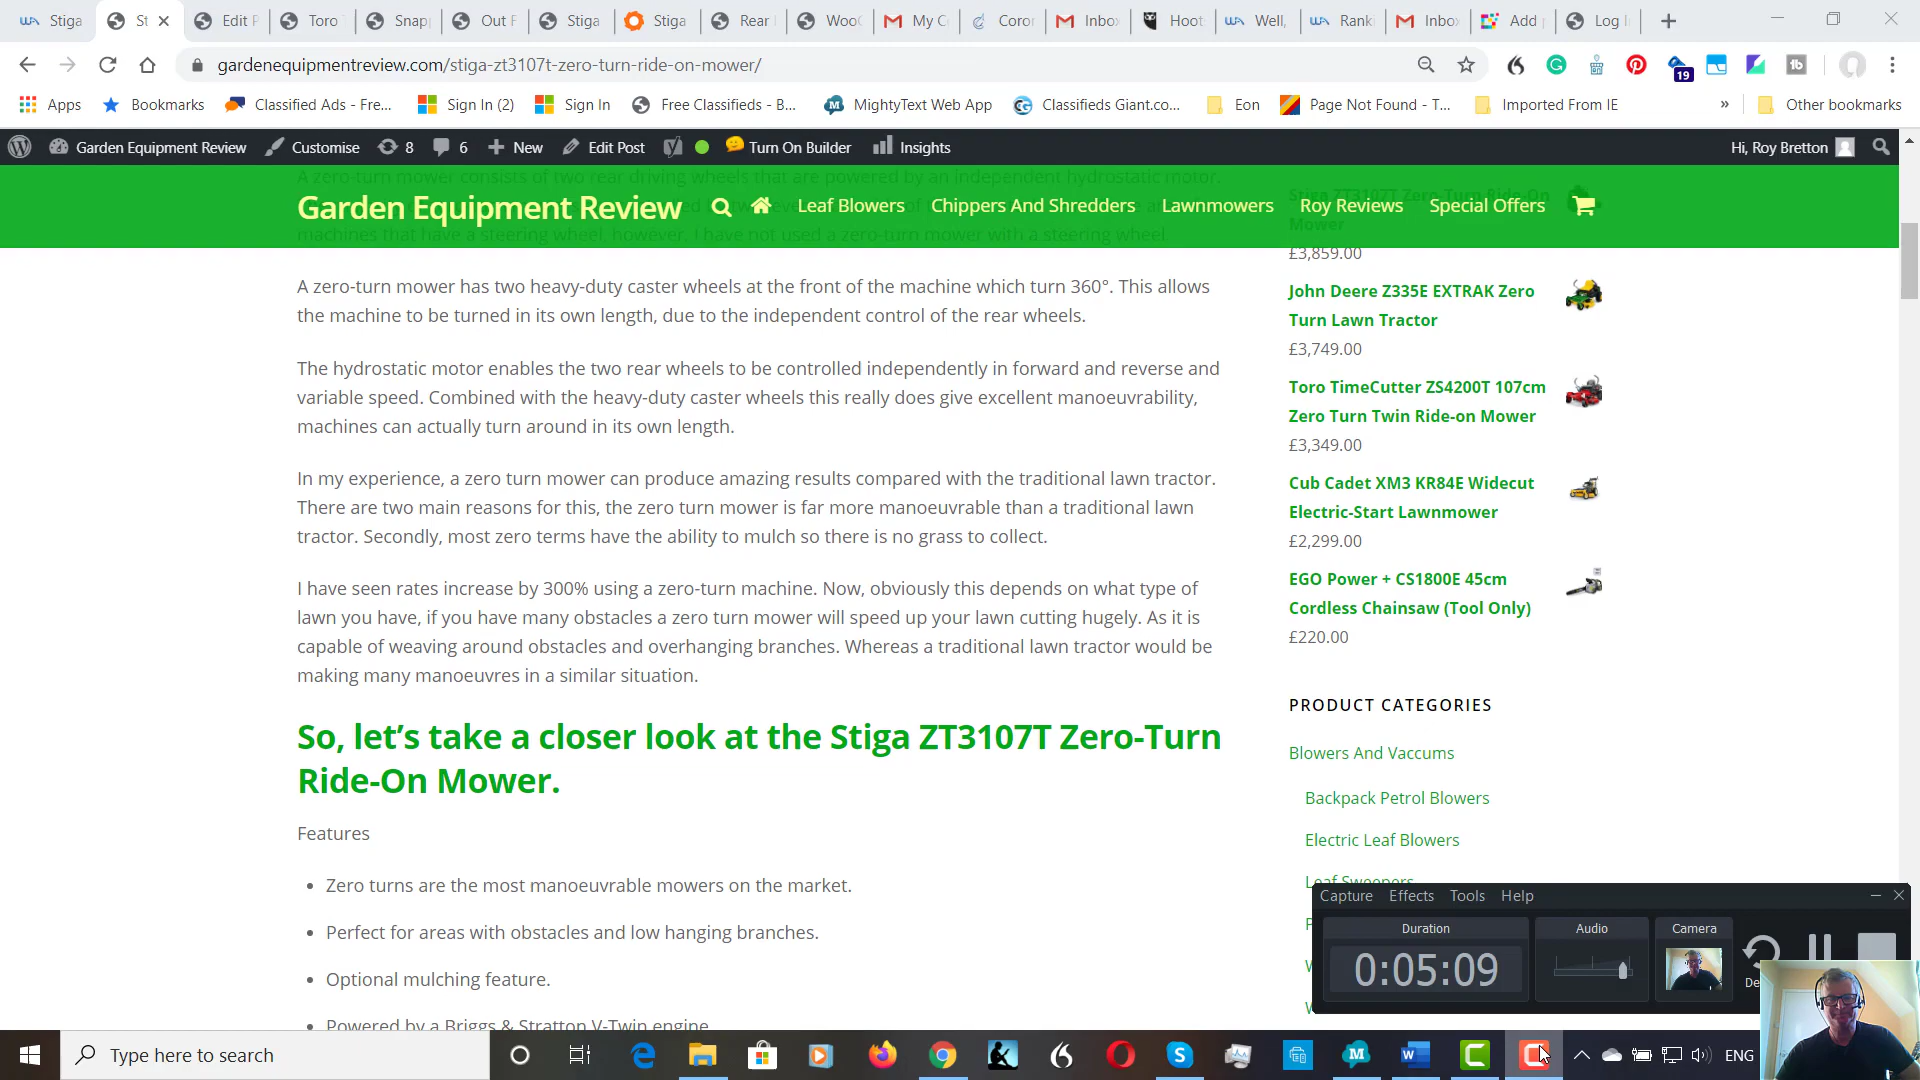 Stiga
St
Edit P
Toro
Snap
Out F
Stiga
Stiga
Rear
WooC
My C
Coron
Inbox
Hoot
Well,
Rank
Inbox
Add
Log I
gardenequipmentreview.com/stiga-zt3107t-zero-turn-ride-on-mower/
19
Apps
Bookmarks
Classified Ads - Free...
Sign In (2)
Sign In
Free Classifieds - B...
MightyText Web App
Classifieds Giant.co...
Eon
Page Not Found - T...
Imported From IE
»
Other bookmarks
Garden Equipment Review
Customise
8
6
New
Edit Post
Turn On Builder
Insights
Hi, Roy Bretton
A zero-turn mower consists of two rear driving wheels that are powered by an independent hydrostatic motor.
Garden Equipment Review
Leaf Blowers
Chippers And Shredders
Lawnmowers
Roy Reviews
Special Offers
machines that have a steering wheel, however, I have not used a zero-turn mower with a steering wheel.
Stiga ZT3107T Zero-Turn Ride-On
Mower
£3,859.00
A zero-turn mower has two heavy-duty caster wheels at the front of the machine which turn 360°. This allows
the machine to be turned in its own length, due to the independent control of the rear wheels.
The hydrostatic motor enables the two rear wheels to be controlled independently in forward and reverse and
variable speed. Combined with the heavy-duty caster wheels this really does give excellent manoeuvrability,
machines can actually turn around in its own length.
In my experience, a zero turn mower can produce amazing results compared with the traditional lawn tractor.
There are two main reasons for this, the zero turn mower is far more manoeuvrable than a traditional lawn
tractor. Secondly, most zero terms have the ability to mulch so there is no grass to collect.
I have seen rates increase by 300% using a zero-turn machine. Now, obviously this depends on what type of
lawn you have, if you have many obstacles a zero turn mower will speed up your lawn cutting hugely. As it is
capable of weaving around obstacles and overhanging branches. Whereas a traditional lawn tractor would be
making many manoeuvres in a similar situation.
So, let's take a closer look at the Stiga ZT3107T Zero-Turn
Ride-On Mower.
Features
• Zero turns are the most manoeuvrable mowers on the market.
• Perfect for areas with obstacles and low hanging branches.
• Optional mulching feature.
• Powered by a Briggs & Stratton V-Twin engine
John Deere Z335E EXTRAK Zero
Turn Lawn Tractor
£3,749.00
Toro TimeCutter ZS4200T 107cm
Zero Turn Twin Ride-on Mower
£3,349.00
Cub Cadet XM3 KR84E Widecut
Electric-Start Lawnmower
£2,299.00
EGO Power + CS1800E 45cm
Cordless Chainsaw (Tool Only)
£220.00
PRODUCT CATEGORIES
Blowers And Vaccums
Backpack Petrol Blowers
Electric Leaf Blowers
Leaf Sweepers
Capture
Effects
Tools
Help
Duration
Audio
Camera
0:05:09
De
Type here to search
ENG